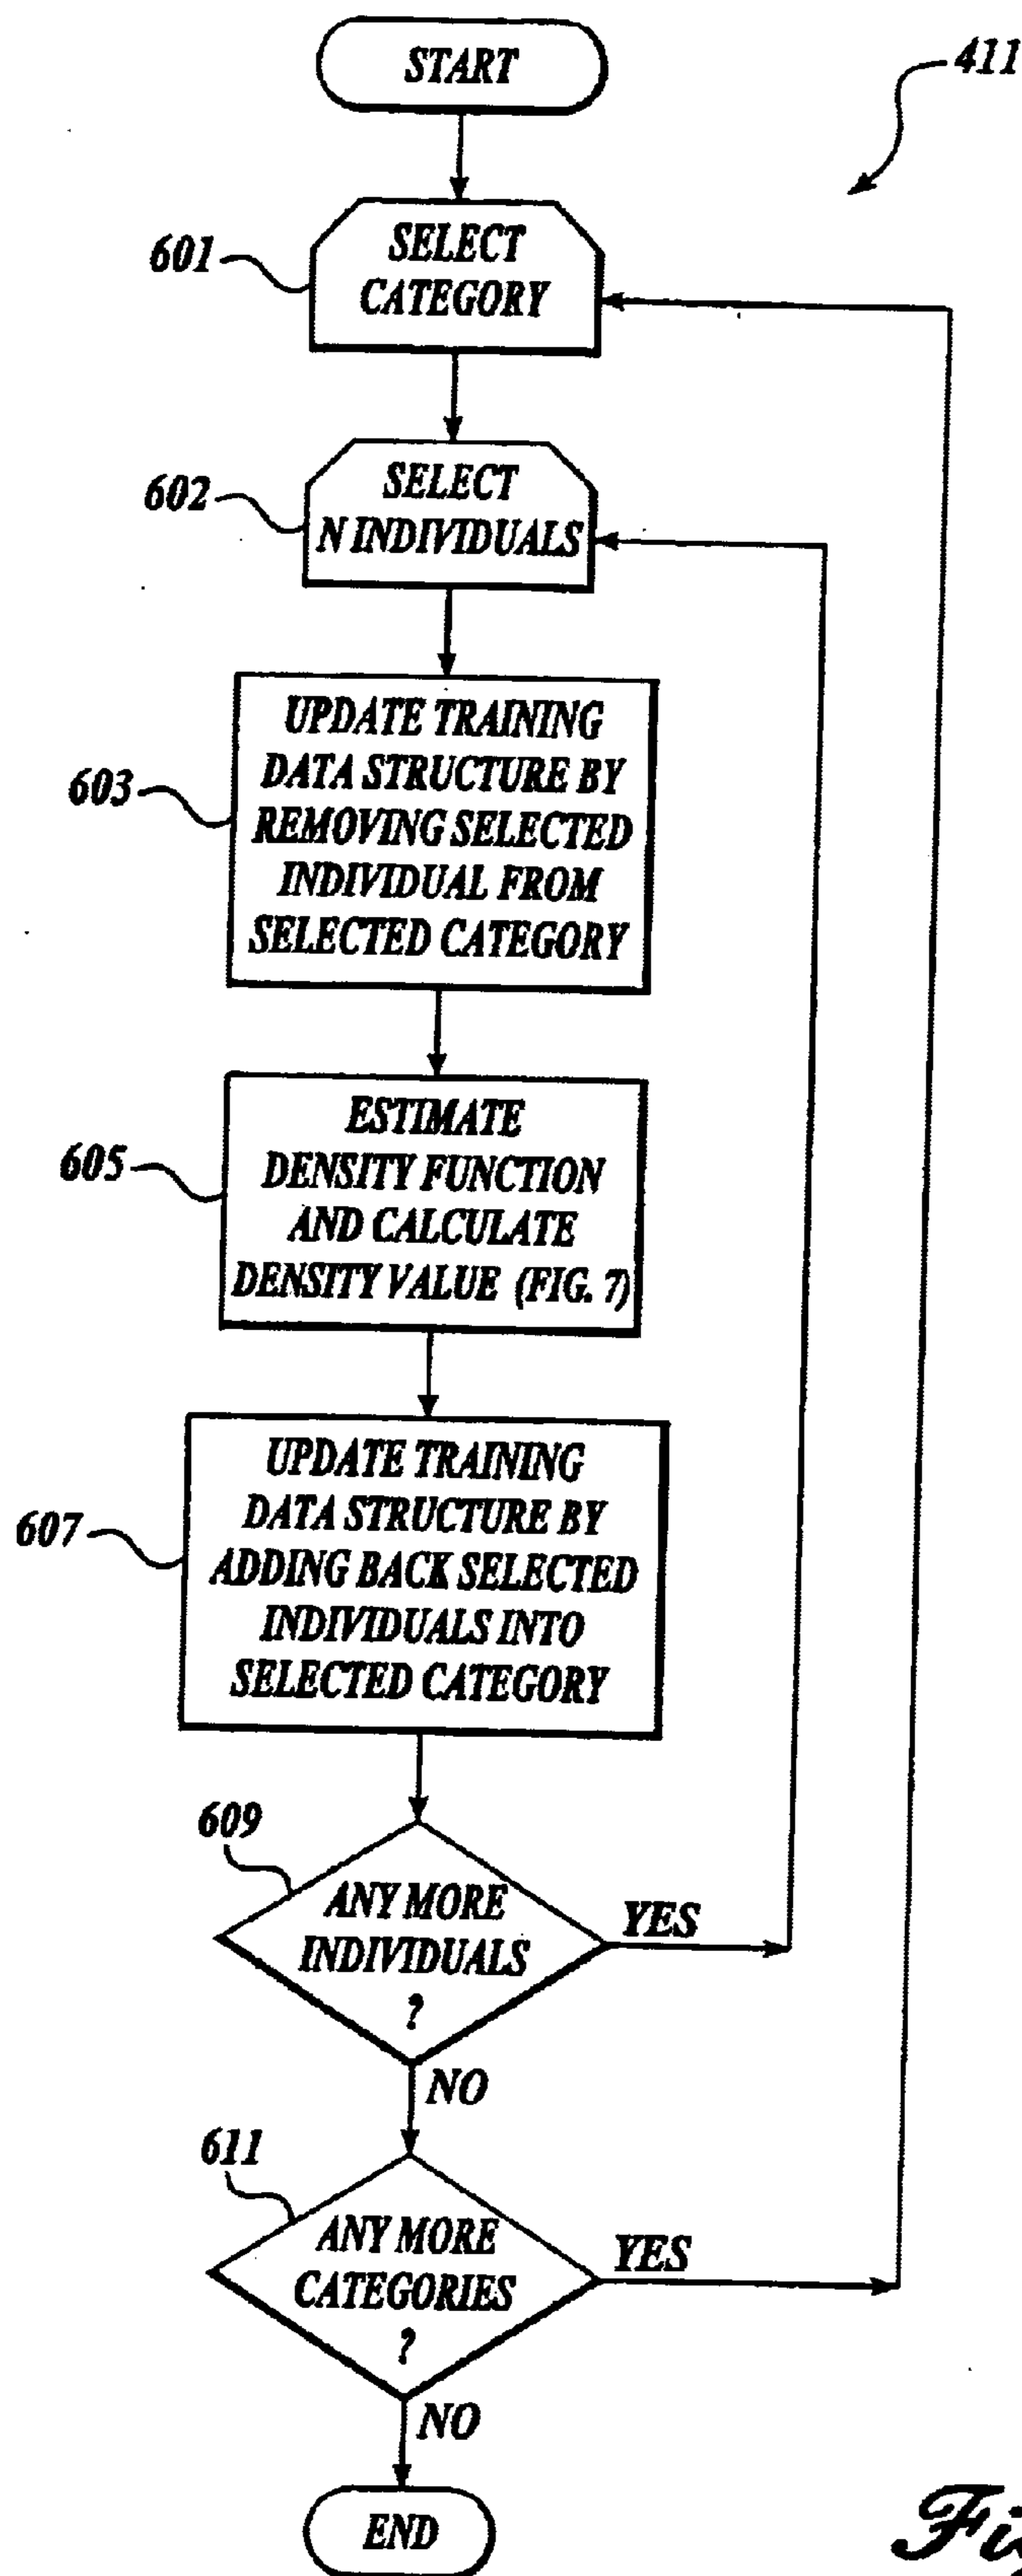 START
411
601
SELECT
CATEGORY
602
SELECT
N INDIVIDUALS
603
UPDATE TRAINING
DATA STRUCTURE BY
REMOVING SELECTED
INDIVIDUAL FROM
SELECTED CATEGORY
605
ESTIMATE
DENSITY FUNCTION
AND CALCULATE
DENSITY VALUE (FIG. 7)
607
UPDATE TRAINING
DATA STRUCTURE BY
ADDING BACK SELECTED
INDIVIDUALS INTO
SELECTED CATEGORY
609
ANY MORE
INDIVIDUALS
?
YES
NO
611
ANY MORE
CATEGORIES
?
YES
NO
END